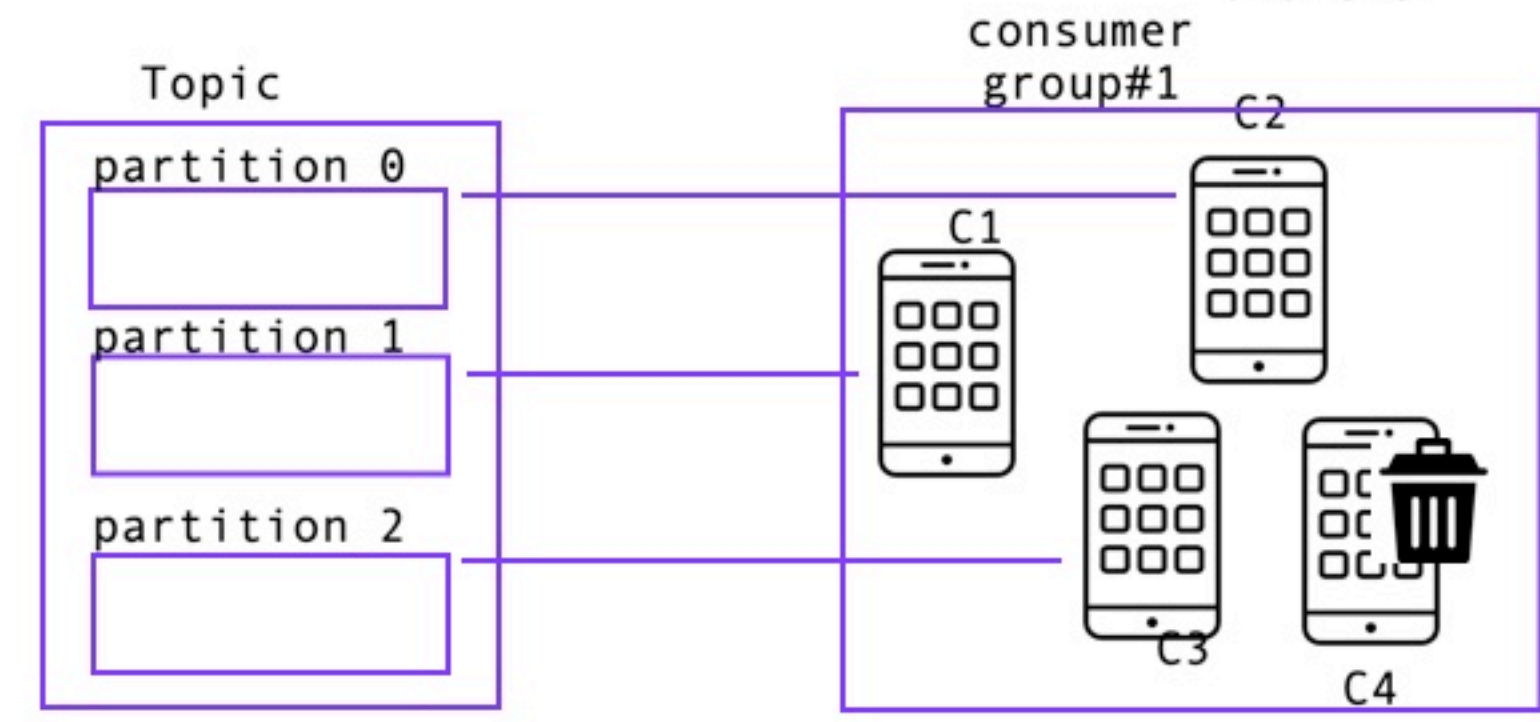 consumer
group#1
Topic
C2
partition 0
C1
partition 1
partition 2
C3
C4